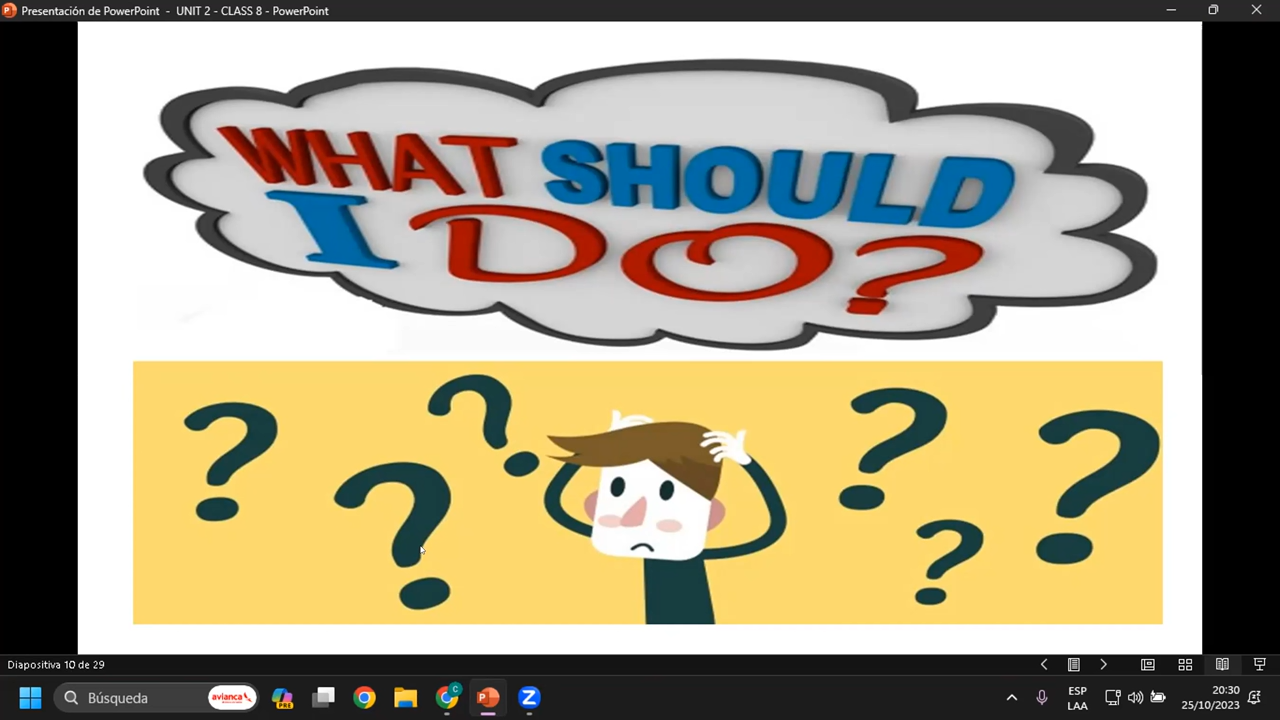 Presentación de PowerPoint - UNIT 2 - CLASS 8 - PowerPoint
WHAT SHOULD
I DO?
? ? ? ? ? ?
Diapositiva 10 de 29
Búsqueda
avianca
PRE
C
P
Z
ESP
LAA
20:30
25/10/2023